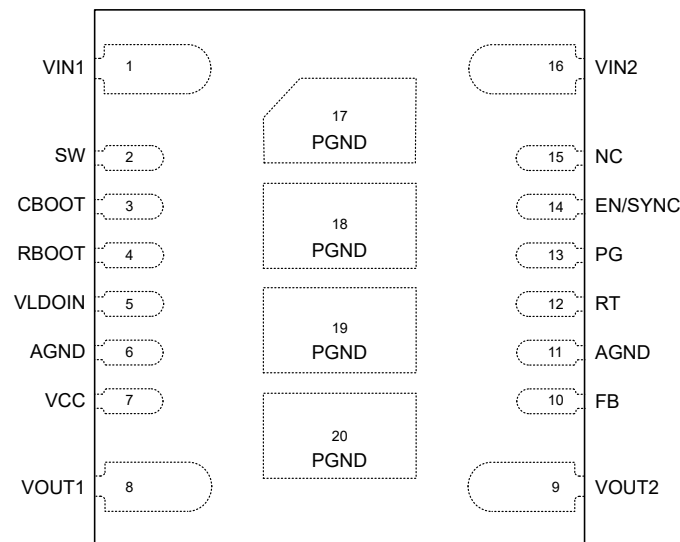 VIN1 1 16 VIN2
17
PGND
SW 2 15 NC
CBOOT 3 14 EN/SYNC
18
PGND
RBOOT 4 13 PG
VLDOIN 5 12 RT
19
PGND
AGND 6 11 AGND
VCC 7 10 FB
20
PGND
VOUT1 8 9 VOUT2